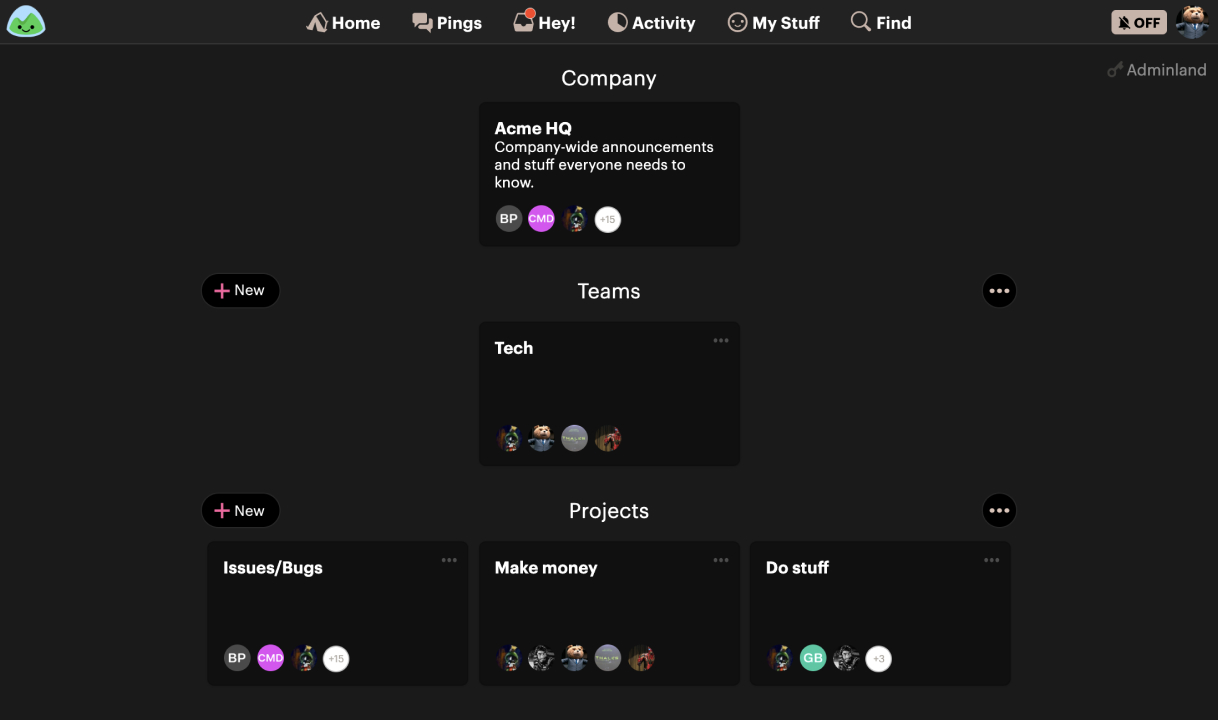 Home
Pings
Hey!
Activity
My Stuff
Find
OFF
Adminland
Company
Acme HQ
Company-wide announcements
and stuff everyone needs to
know.
BP
CMD
+15
New
Teams
Tech
New
Projects
Issues/Bugs
BP
CMD
+15
Make money
Do stuff
GB
+3